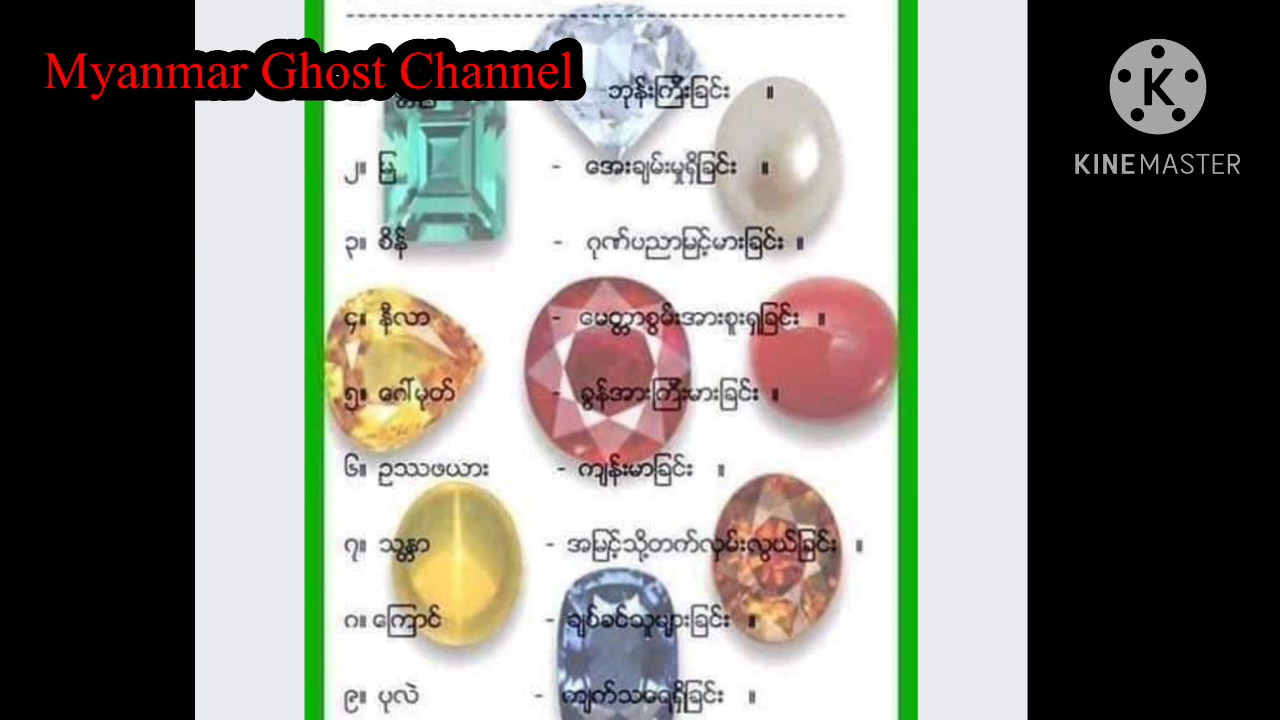 Myanmar Ghost Channel
ဘုန်းကြီးခြင်း ။
K
KINEMASTER
၂။ မြ - အေးချမ်းမှုရှိခြင်း ။
၃။ စိန် - ဂုဏ်ပညာမြင့်မားခြင်း ။
၄။ နီလာ - မေတ္တာစွမ်းအားစူးရှခြင်း ။
၅။ ဂေါ်မုတ် - ခွန်အားကြီးမားခြင်း ။
၆။ ဥဿဖယား - ကျန်းမာခြင်း ။
၇။ သန္တာ - အမြင့်သို့တက်လှမ်းလွယ်ခြင်း ။
၈။ ကြောင် - ချစ်ခင်သူများခြင်း ။
၉။ ပုလဲ - ကျက်သရေရှိခြင်း ။